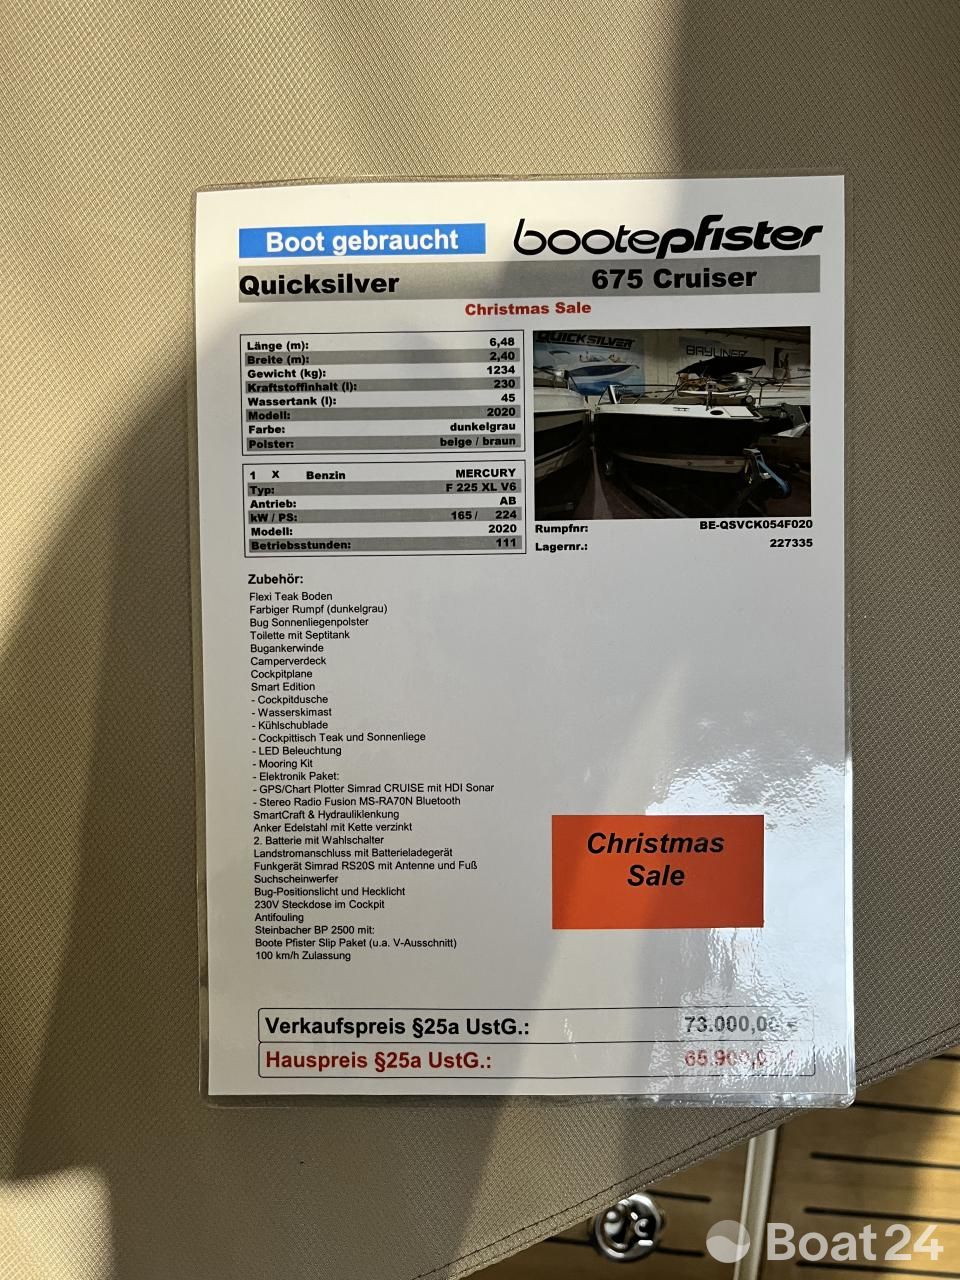 Boot gebraucht
bootepfister
Quicksilver 675 Cruiser
Christmas Sale
Länge (m): 6,48
Breite (m): 2,40
Gewicht (kg): 1234
Kraftstoffinhalt (l): 230
Wassertank (l): 45
Modell: 2020
Farbe: dunkelgrau
Polster: beige / braun
QUICKSILVER
BAYLINER
1 X Benzin MERCURY
Typ: F 225 XL V6
Antrieb: AB
kW / PS: 165 / 224
Modell: 2020
Betriebsstunden: 111
Rumpfnr: BE-QSVCK054F020
Lagernr.: 227335
Zubehör:
Flexi Teak Boden
Farbiger Rumpf (dunkelgrau)
Bug Sonnenliegenpolster
Toilette mit Septitank
Bugankerwinde
Camperverdeck
Cockpitplane
Smart Edition
- Cockpitdusche
- Wasserskimast
- Kühlschublade
- Cockpittisch Teak und Sonnenliege
- LED Beleuchtung
- Mooring Kit
- Elektronik Paket:
- GPS/Chart Plotter Simrad CRUISE mit HDI Sonar
- Stereo Radio Fusion MS-RA70N Bluetooth
SmartCraft & Hydrauliklenkung
Anker Edelstahl mit Kette verzinkt
2. Batterie mit Wahlschalter
Landstromanschluss mit Batterieladegerät
Funkgerät Simrad RS20S mit Antenne und Fuß
Suchscheinwerfer
Bug-Positionslicht und Hecklicht
230V Steckdose im Cockpit
Antifouling
Steinbacher BP 2500 mit:
Boote Pfister Slip Paket (u.a. V-Ausschnitt)
100 km/h Zulassung
Christmas
Sale
Verkaufspreis §25a UstG.: 73.000,00 €
Hauspreis §25a UstG.: 65.900,00 €
Boat24